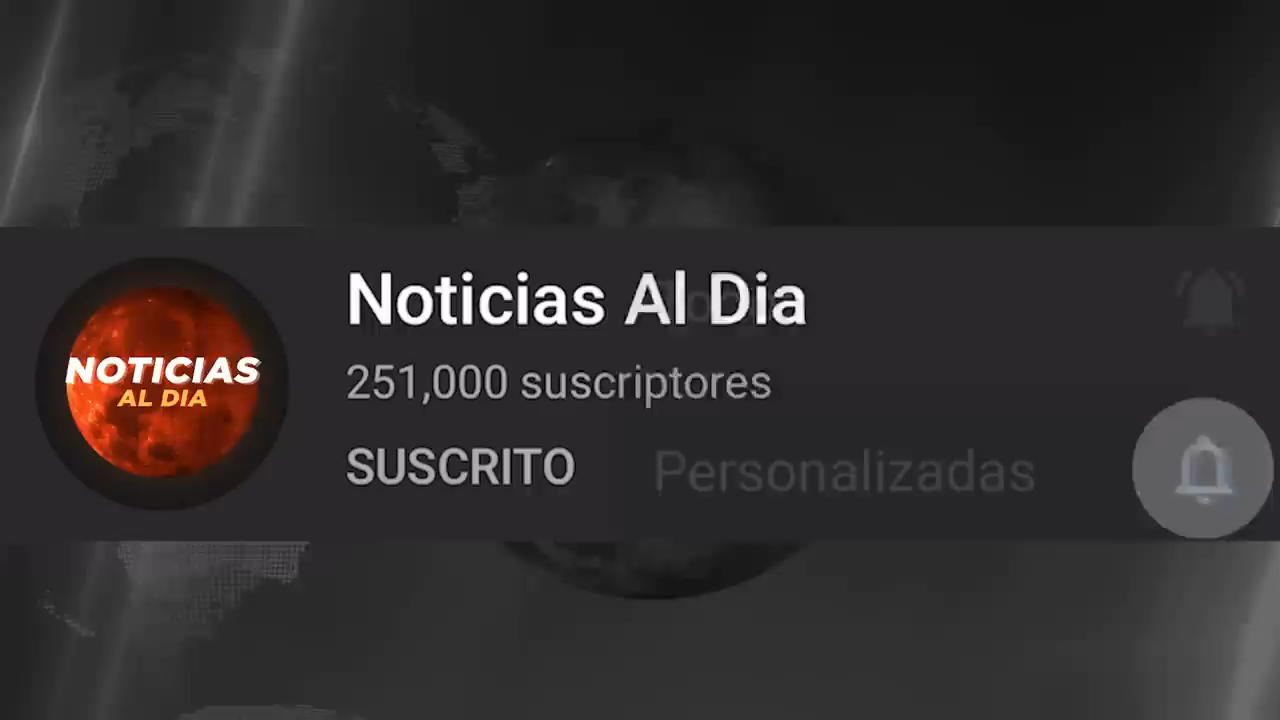 Noticias Al Dia
251,000 suscriptores
SUSCRITO
Personalizadas
NOTICIAS
AL DIA